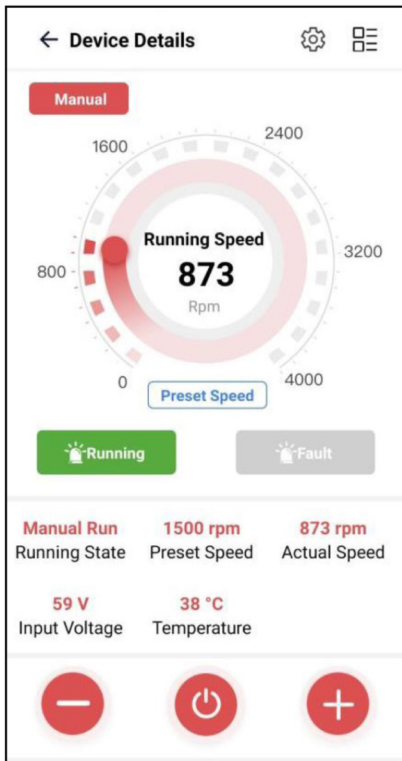 Device Details
Manual
1600
2400
800
3200
Running Speed
873
Rpm
0
4000
Preset Speed
Running
Fault
Manual Run
1500 rpm
873 rpm
Running State
Preset Speed
Actual Speed
59 V
38 °C
Input Voltage
Temperature